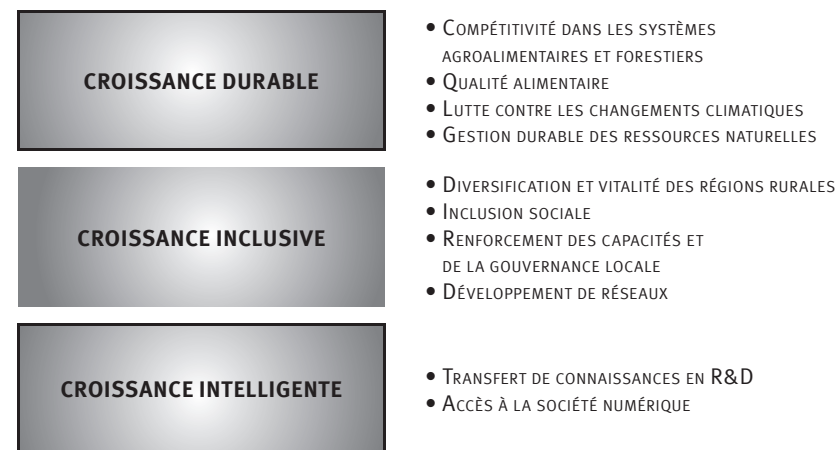 CROISSANCE DURABLE
• COMPÉTITIVITÉ DANS LES SYSTÈMES
AGROALIMENTAIRES ET FORESTIERS
• QUALITÉ ALIMENTAIRE
• LUTTE CONTRE LES CHANGEMENTS CLIMATIQUES
• GESTION DURABLE DES RESSOURCES NATURELLES
CROISSANCE INCLUSIVE
• DIVERSIFICATION ET VITALITÉ DES RÉGIONS RURALES
• INCLUSION SOCIALE
• RENFORCEMENT DES CAPACITÉS ET
DE LA GOUVERNANCE LOCALE
• DÉVELOPPEMENT DE RÉSEAUX
CROISSANCE INTELLIGENTE
• TRANSFERT DE CONNAISSANCES EN R&D
• ACCÈS À LA SOCIÉTÉ NUMÉRIQUE